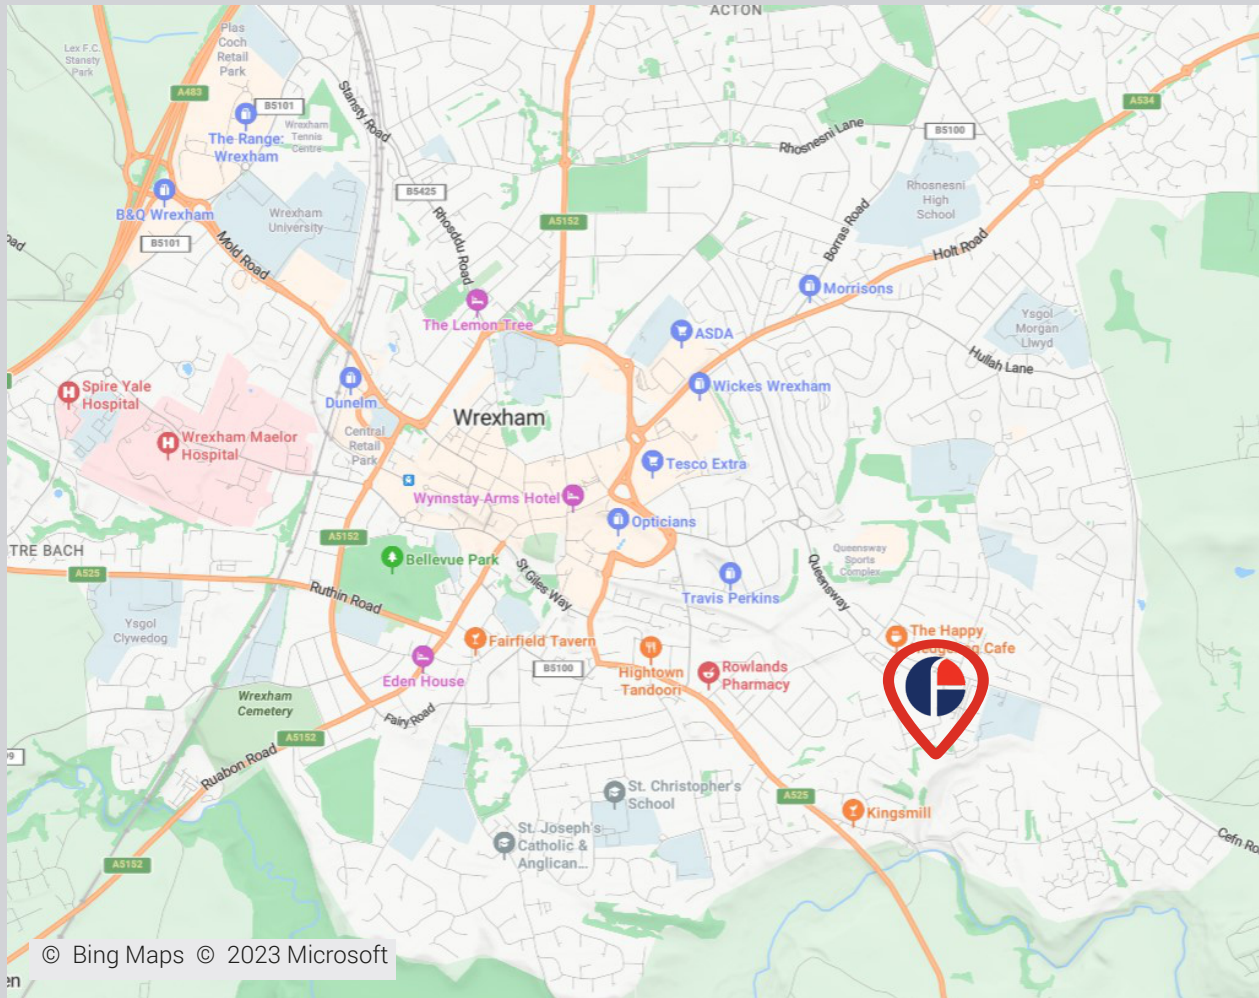 ACTON
Plas
Coch
Retail
Park
Lex F.C.
Stansty
Park
A483
B5101
Stansty Road
A534
The Range:
Wrexham
Wrexham
Tennis
Centre
Rhosnesni Lane
B5100
B5425
B&Q Wrexham
Wrexham
University
Rhosnesni
High
School
A5152
Rhosddu Road
Borras Road
B5101
Mold Road
Holt Road
Morrisons
The Lemon Tree
ASDA
Ysgol
Morgan
Llwyd
Hullah Lane
Spire Yale
Hospital
Dunelm
Wickes Wrexham
Wrexham
Central
Retail
Park
Wrexham Maelor
Hospital
Tesco Extra
Wynnstay Arms Hotel
Opticians
A5152
TRE BACH
Bellevue Park
Queensway
Sports
Complex
A525
Ruthin Road
St Giles Way
Travis Perkins
Queensway
Ysgol
Clywedog
Fairfield Tavern
The Happy
Cafe
B5100
Hightown
Tandoori
Rowlands
Pharmacy
Eden House
Wrexham
Cemetery
Fairy Road
A5152
Ruabon Road
St. Christopher's
School
A525
Kingsmill
St. Joseph's
Catholic &
Anglican...
Cefn Ro
A5152
© Bing Maps © 2023 Microsoft